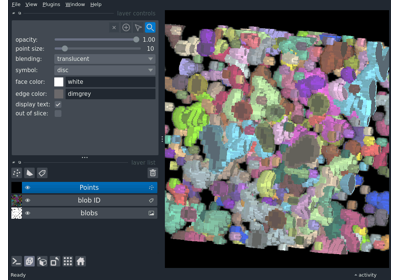 File View Plugins Window Help
layer controls
opacity: 1.00
point size: 10
blending: translucent
symbol: disc
face color: white
edge color: dimgrey
display text:
out of slice:
layer list
Points
blob ID
blobs
Ready
activity